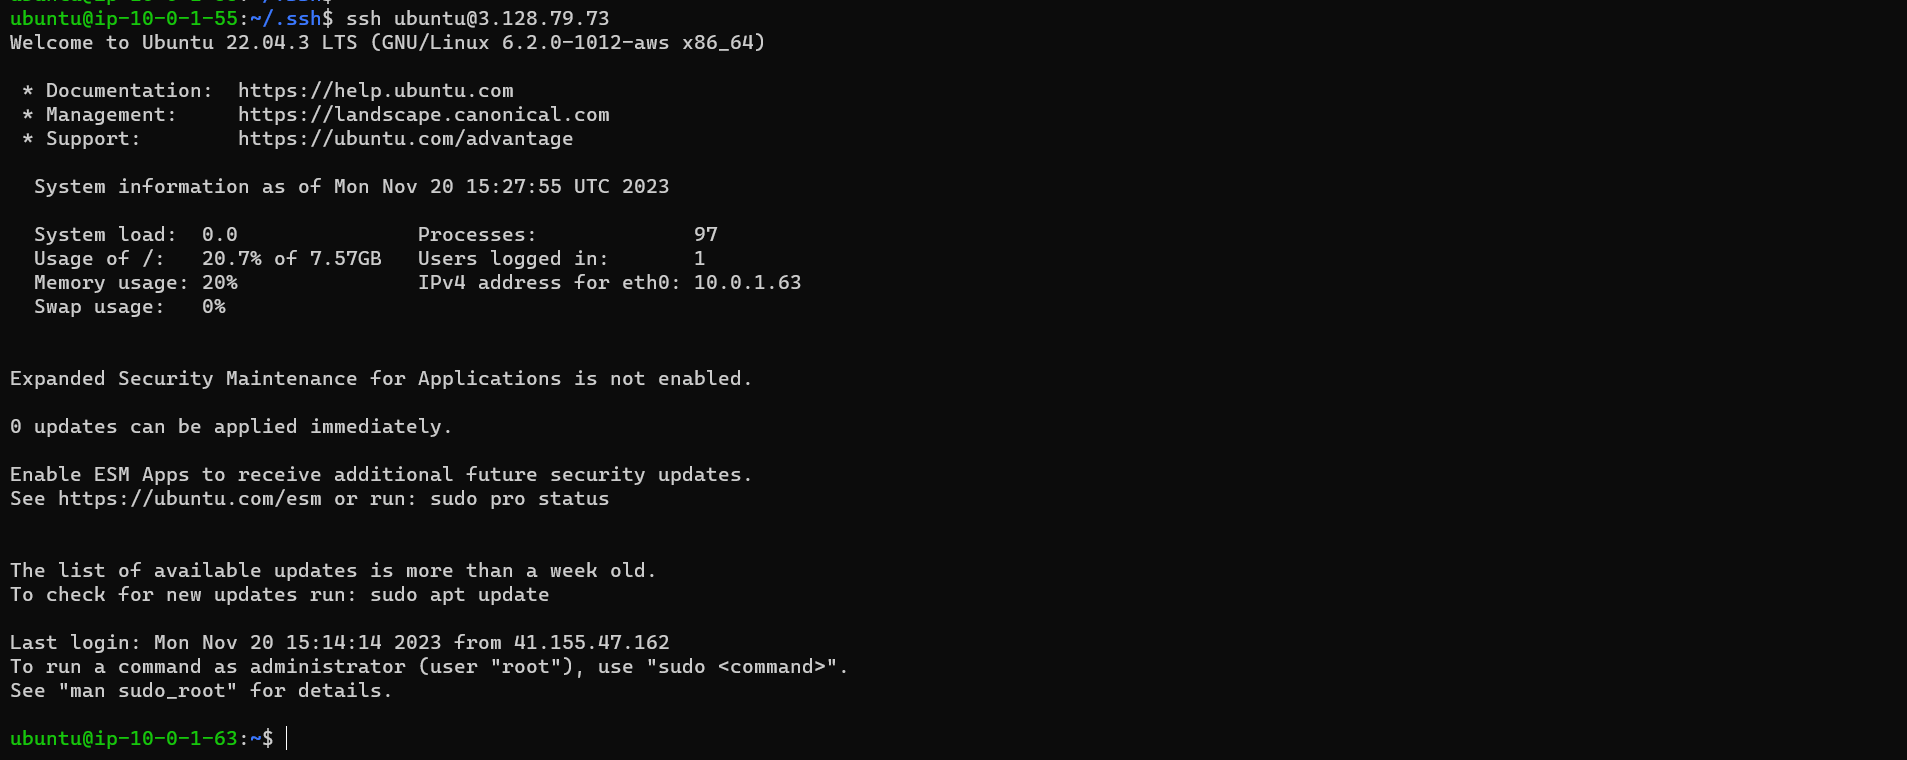 ubuntu@ip-10-0-1-55:~/.ssh$ ssh ubuntu@3.128.79.73
Welcome to Ubuntu 22.04.3 LTS (GNU/Linux 6.2.0-1012-aws x86_64)
* Documentation:  https://help.ubuntu.com
* Management:     https://landscape.canonical.com
* Support:        https://ubuntu.com/advantage
System information as of Mon Nov 20 15:27:55 UTC 2023
System load:  0.0               Processes:             97
Usage of /:   20.7% of 7.57GB   Users logged in:       1
Memory usage: 20%               IPv4 address for eth0: 10.0.1.63
Swap usage:   0%
Expanded Security Maintenance for Applications is not enabled.
0 updates can be applied immediately.
Enable ESM Apps to receive additional future security updates.
See https://ubuntu.com/esm or run: sudo pro status
The list of available updates is more than a week old.
To check for new updates run: sudo apt update
Last login: Mon Nov 20 15:14:14 2023 from 41.155.47.162
To run a command as administrator (user "root"), use "sudo <command>".
See "man sudo_root" for details.
ubuntu@ip-10-0-1-63:~$